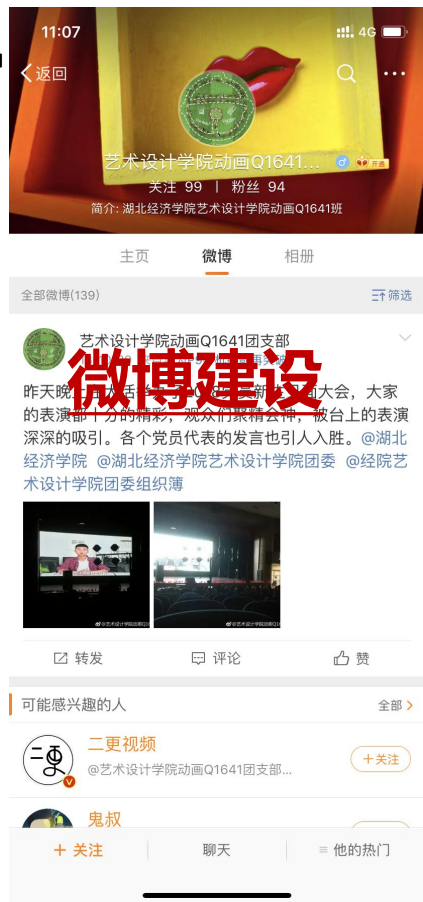 11:07
4G
返回
艺术设计学院动画Q1641...
开通
关注 99 | 粉丝 94
简介: 湖北经济学院艺术设计学院动画Q1641班
主页 微博 相册
全部微博(139) 筛选
艺术设计学院动画Q1641团支部
微博建设
昨天晚上
面大会，大家
的表演都十分的精彩，观众们聚精会神，被台上的表演
深深的吸引。各个党员代表的发言也引人入胜。@湖北
经济学院 @湖北经济学院艺术设计学院团委 @经院艺
术设计学院团委组织簿
转发 评论 赞
可能感兴趣的人 全部
二更
二更视频
@艺术设计学院动画Q1641团支部...
+关注
鬼叔
+ 关注 聊天 他的热门